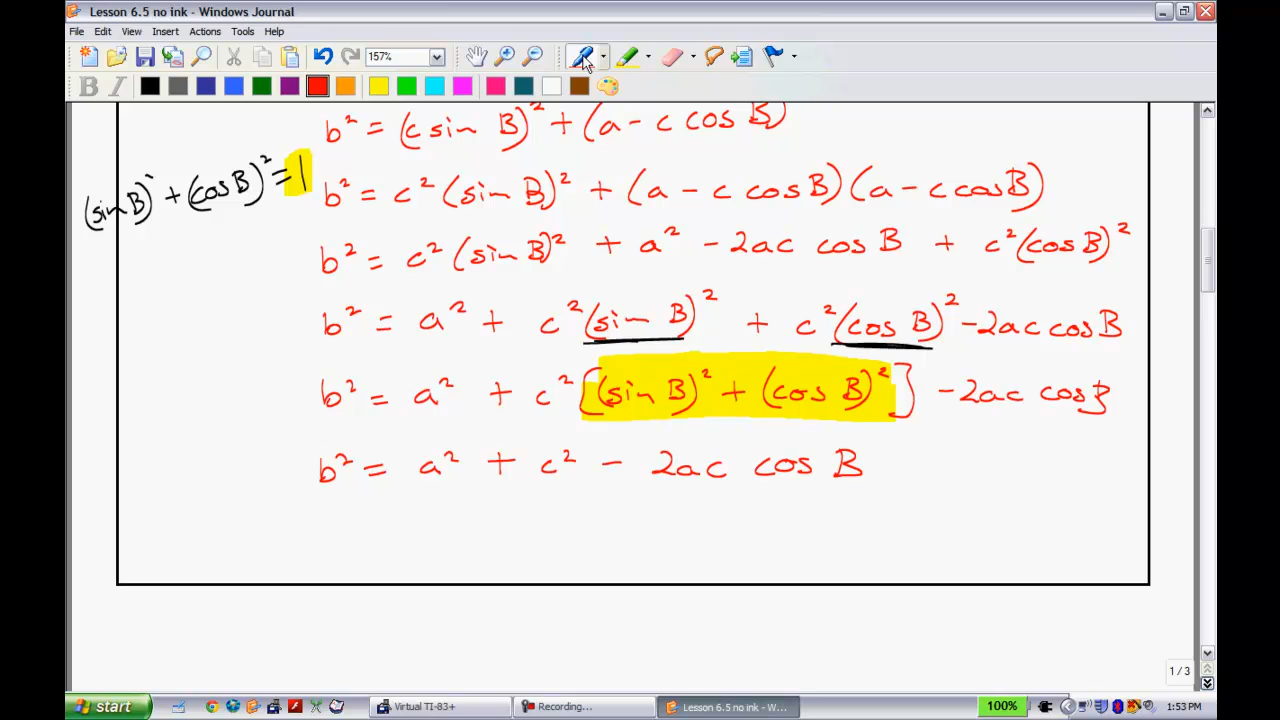 Lesson 6.5 no ink - Windows Journal
File Edit View Insert Actions Tools Help
157%
B I
b² = (c sin B)² + (a - c cos B)
(sin B) + (cos B)² = 1
b² = c² (sin B)² + (a - c cos B)(a - c cos B)
b² = c² (sin B)² + a² - 2ac cos B + c² (cos B)²
b² = a² + c² (sin B)² + c² (cos B)² - 2ac cos B
b² = a² + c² [(sin B)² + (cos B)²] - 2ac cos B
b² = a² + c² - 2ac cos B
1 / 3
start Virtual TI-83+ Recording... Lesson 6.5 no ink - W... 100% 1:53 PM